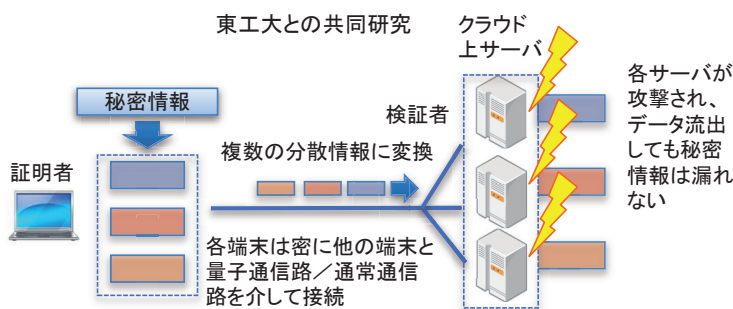 東工大との共同研究
クラウド
上サーバ
秘密情報
検証者
各サーバが
攻撃され、
データ流出
しても秘密
情報は漏れ
ない
証明者
複数の分散情報に変換
各端末は密に他の端末と
量子通信路／通常通信
路を介して接続